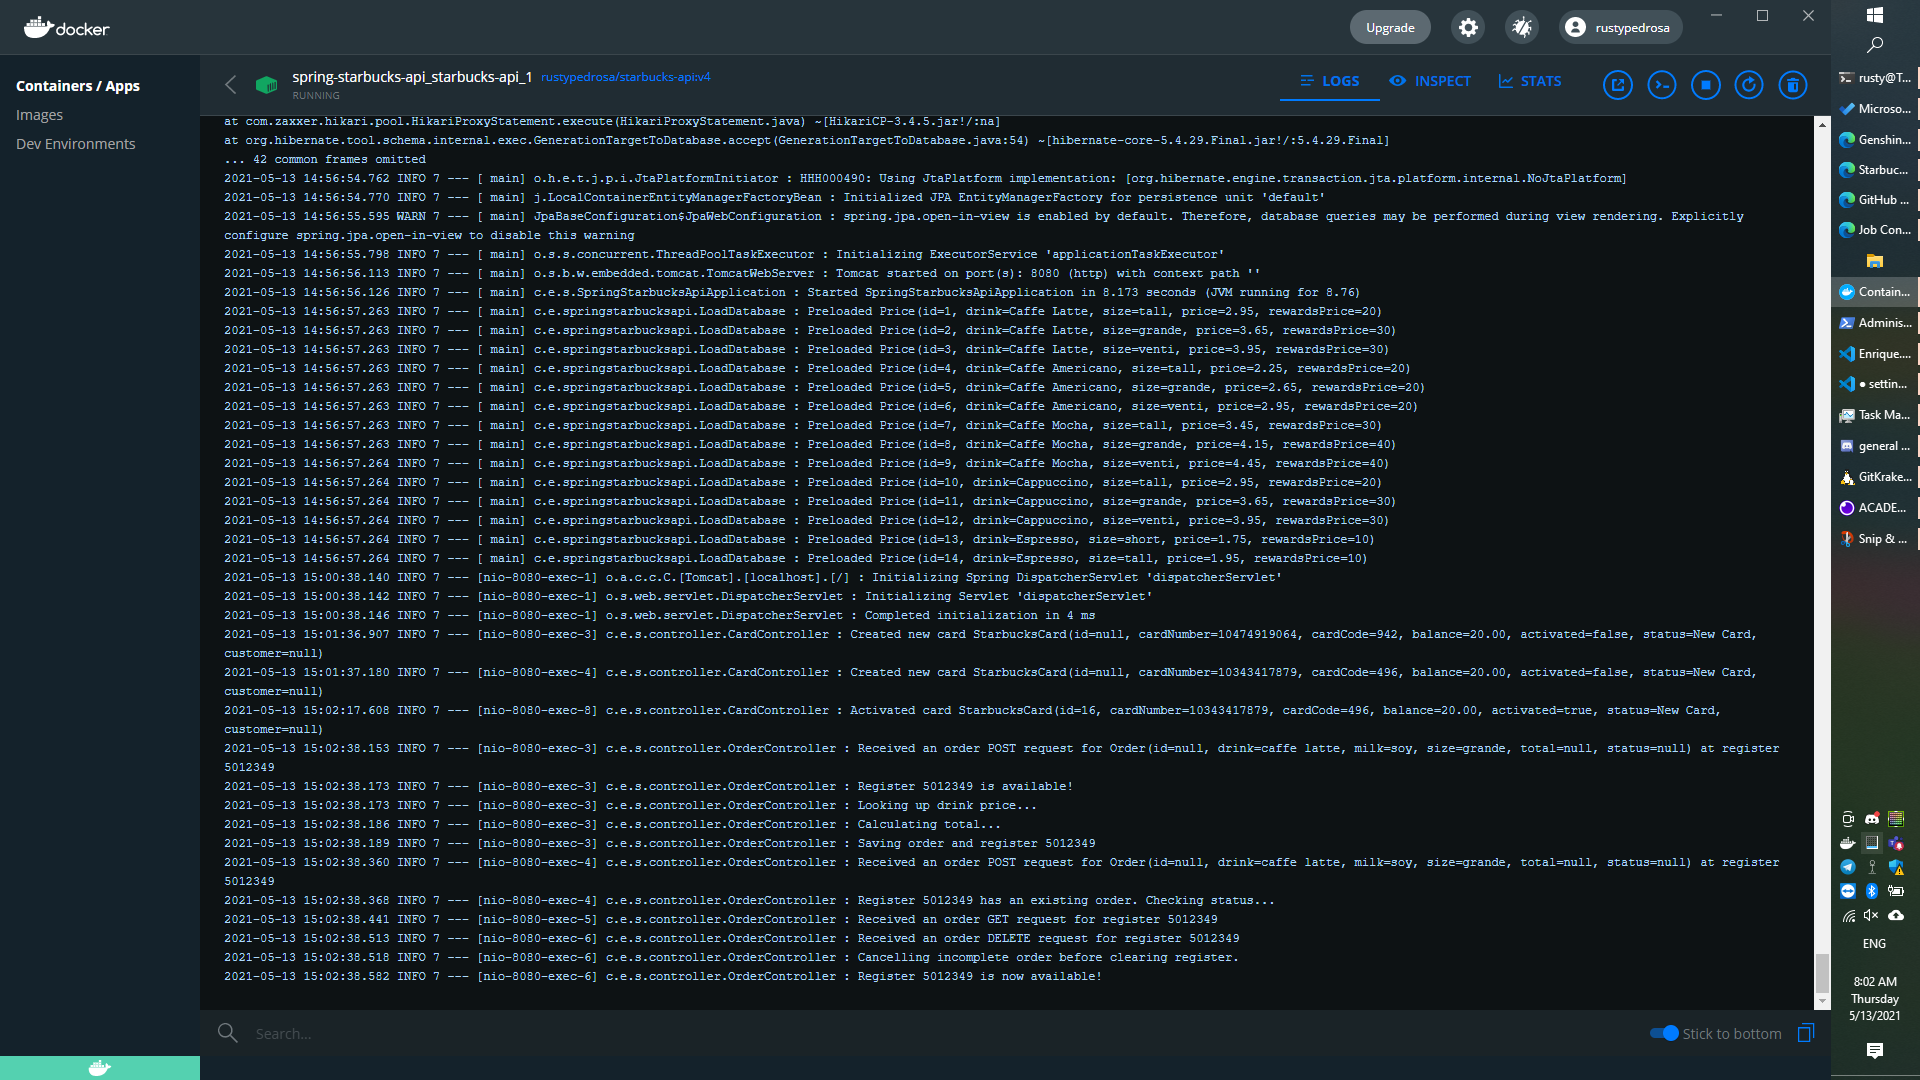 docker
Upgrade
rustypedrosa
Containers / Apps
Images
Dev Environments
spring-starbucks-api_starbucks-api_1 rustypedrosa/starbucks-api:v4
RUNNING
LOGS
INSPECT
STATS
at com.zaxxer.hikari.pool.HikariProxyStatement.execute(HikariProxyStatement.java) ~[HikariCP-3.4.5.jar!/:na]
at org.hibernate.tool.schema.internal.exec.GenerationTargetToDatabase.accept(GenerationTargetToDatabase.java:54) ~[hibernate-core-5.4.29.Final.jar!/:5.4.29.Final]
... 42 common frames omitted
2021-05-13 14:56:54.762 INFO 7 --- [ main] o.h.e.t.j.p.i.JtaPlatformInitiator : HHH000490: Using JtaPlatform implementation: [org.hibernate.engine.transaction.jta.platform.internal.NoJtaPlatform]
2021-05-13 14:56:54.770 INFO 7 --- [ main] j.LocalContainerEntityManagerFactoryBean : Initialized JPA EntityManagerFactory for persistence unit 'default'
2021-05-13 14:56:55.595 WARN 7 --- [ main] JpaBaseConfiguration$JpaWebConfiguration : spring.jpa.open-in-view is enabled by default. Therefore, database queries may be performed during view rendering. Explicitly
configure spring.jpa.open-in-view to disable this warning
2021-05-13 14:56:55.798 INFO 7 --- [ main] o.s.s.concurrent.ThreadPoolTaskExecutor : Initializing ExecutorService 'applicationTaskExecutor'
2021-05-13 14:56:56.113 INFO 7 --- [ main] o.s.b.w.embedded.tomcat.TomcatWebServer : Tomcat started on port(s): 8080 (http) with context path ''
2021-05-13 14:56:56.126 INFO 7 --- [ main] c.e.s.SpringStarbucksApiApplication : Started SpringStarbucksApiApplication in 8.173 seconds (JVM running for 8.76)
2021-05-13 14:56:57.263 INFO 7 --- [ main] c.e.springstarbucksapi.LoadDatabase : Preloaded Price(id=1, drink=Caffe Latte, size=tall, price=2.95, rewardsPrice=20)
2021-05-13 14:56:57.263 INFO 7 --- [ main] c.e.springstarbucksapi.LoadDatabase : Preloaded Price(id=2, drink=Caffe Latte, size=grande, price=3.65, rewardsPrice=30)
2021-05-13 14:56:57.263 INFO 7 --- [ main] c.e.springstarbucksapi.LoadDatabase : Preloaded Price(id=3, drink=Caffe Latte, size=venti, price=3.95, rewardsPrice=30)
2021-05-13 14:56:57.263 INFO 7 --- [ main] c.e.springstarbucksapi.LoadDatabase : Preloaded Price(id=4, drink=Caffe Americano, size=tall, price=2.25, rewardsPrice=20)
2021-05-13 14:56:57.263 INFO 7 --- [ main] c.e.springstarbucksapi.LoadDatabase : Preloaded Price(id=5, drink=Caffe Americano, size=grande, price=2.65, rewardsPrice=20)
2021-05-13 14:56:57.263 INFO 7 --- [ main] c.e.springstarbucksapi.LoadDatabase : Preloaded Price(id=6, drink=Caffe Americano, size=venti, price=2.95, rewardsPrice=20)
2021-05-13 14:56:57.263 INFO 7 --- [ main] c.e.springstarbucksapi.LoadDatabase : Preloaded Price(id=7, drink=Caffe Mocha, size=tall, price=3.45, rewardsPrice=30)
2021-05-13 14:56:57.263 INFO 7 --- [ main] c.e.springstarbucksapi.LoadDatabase : Preloaded Price(id=8, drink=Caffe Mocha, size=grande, price=4.15, rewardsPrice=40)
2021-05-13 14:56:57.264 INFO 7 --- [ main] c.e.springstarbucksapi.LoadDatabase : Preloaded Price(id=9, drink=Caffe Mocha, size=venti, price=4.45, rewardsPrice=40)
2021-05-13 14:56:57.264 INFO 7 --- [ main] c.e.springstarbucksapi.LoadDatabase : Preloaded Price(id=10, drink=Cappuccino, size=tall, price=2.95, rewardsPrice=20)
2021-05-13 14:56:57.264 INFO 7 --- [ main] c.e.springstarbucksapi.LoadDatabase : Preloaded Price(id=11, drink=Cappuccino, size=grande, price=3.65, rewardsPrice=30)
2021-05-13 14:56:57.264 INFO 7 --- [ main] c.e.springstarbucksapi.LoadDatabase : Preloaded Price(id=12, drink=Cappuccino, size=venti, price=3.95, rewardsPrice=30)
2021-05-13 14:56:57.264 INFO 7 --- [ main] c.e.springstarbucksapi.LoadDatabase : Preloaded Price(id=13, drink=Espresso, size=short, price=1.75, rewardsPrice=10)
2021-05-13 14:56:57.264 INFO 7 --- [ main] c.e.springstarbucksapi.LoadDatabase : Preloaded Price(id=14, drink=Espresso, size=tall, price=1.95, rewardsPrice=10)
2021-05-13 15:00:38.140 INFO 7 --- [nio-8080-exec-1] o.a.c.c.C.[Tomcat].[localhost].[/] : Initializing Spring DispatcherServlet 'dispatcherServlet'
2021-05-13 15:00:38.142 INFO 7 --- [nio-8080-exec-1] o.s.web.servlet.DispatcherServlet : Initializing Servlet 'dispatcherServlet'
2021-05-13 15:00:38.146 INFO 7 --- [nio-8080-exec-1] o.s.web.servlet.DispatcherServlet : Completed initialization in 4 ms
2021-05-13 15:01:36.907 INFO 7 --- [nio-8080-exec-3] c.e.s.controller.CardController : Created new card StarbucksCard(id=null, cardNumber=10474919064, cardCode=942, balance=20.00, activated=false, status=New Card,
customer=null)
2021-05-13 15:01:37.180 INFO 7 --- [nio-8080-exec-4] c.e.s.controller.CardController : Created new card StarbucksCard(id=null, cardNumber=10343417879, cardCode=496, balance=20.00, activated=false, status=New Card,
customer=null)
2021-05-13 15:02:17.608 INFO 7 --- [nio-8080-exec-8] c.e.s.controller.CardController : Activated card StarbucksCard(id=16, cardNumber=10343417879, cardCode=496, balance=20.00, activated=true, status=New Card,
customer=null)
2021-05-13 15:02:38.153 INFO 7 --- [nio-8080-exec-3] c.e.s.controller.OrderController : Received an order POST request for Order(id=null, drink=caffe latte, milk=soy, size=grande, total=null, status=null) at register
5012349
2021-05-13 15:02:38.173 INFO 7 --- [nio-8080-exec-3] c.e.s.controller.OrderController : Register 5012349 is available!
2021-05-13 15:02:38.173 INFO 7 --- [nio-8080-exec-3] c.e.s.controller.OrderController : Looking up drink price...
2021-05-13 15:02:38.186 INFO 7 --- [nio-8080-exec-3] c.e.s.controller.OrderController : Calculating total...
2021-05-13 15:02:38.189 INFO 7 --- [nio-8080-exec-3] c.e.s.controller.OrderController : Saving order and register 5012349
2021-05-13 15:02:38.360 INFO 7 --- [nio-8080-exec-4] c.e.s.controller.OrderController : Received an order POST request for Order(id=null, drink=caffe latte, milk=soy, size=grande, total=null, status=null) at register
5012349
2021-05-13 15:02:38.368 INFO 7 --- [nio-8080-exec-4] c.e.s.controller.OrderController : Register 5012349 has an existing order. Checking status...
2021-05-13 15:02:38.441 INFO 7 --- [nio-8080-exec-5] c.e.s.controller.OrderController : Received an order GET request for register 5012349
2021-05-13 15:02:38.513 INFO 7 --- [nio-8080-exec-6] c.e.s.controller.OrderController : Received an order DELETE request for register 5012349
2021-05-13 15:02:38.518 INFO 7 --- [nio-8080-exec-6] c.e.s.controller.OrderController : Cancelling incomplete order before clearing register.
2021-05-13 15:02:38.582 INFO 7 --- [nio-8080-exec-6] c.e.s.controller.OrderController : Register 5012349 is now available!
Search...
Stick to bottom
rusty@T...
Microso...
Genshin...
Starbuc...
GitHub ...
Job Con...
Contain...
Adminis...
Enrique....
● settin...
Task Ma...
general ...
GitKrake...
ACADE...
Snip & ...
ENG
8:02 AM
Thursday
5/13/2021